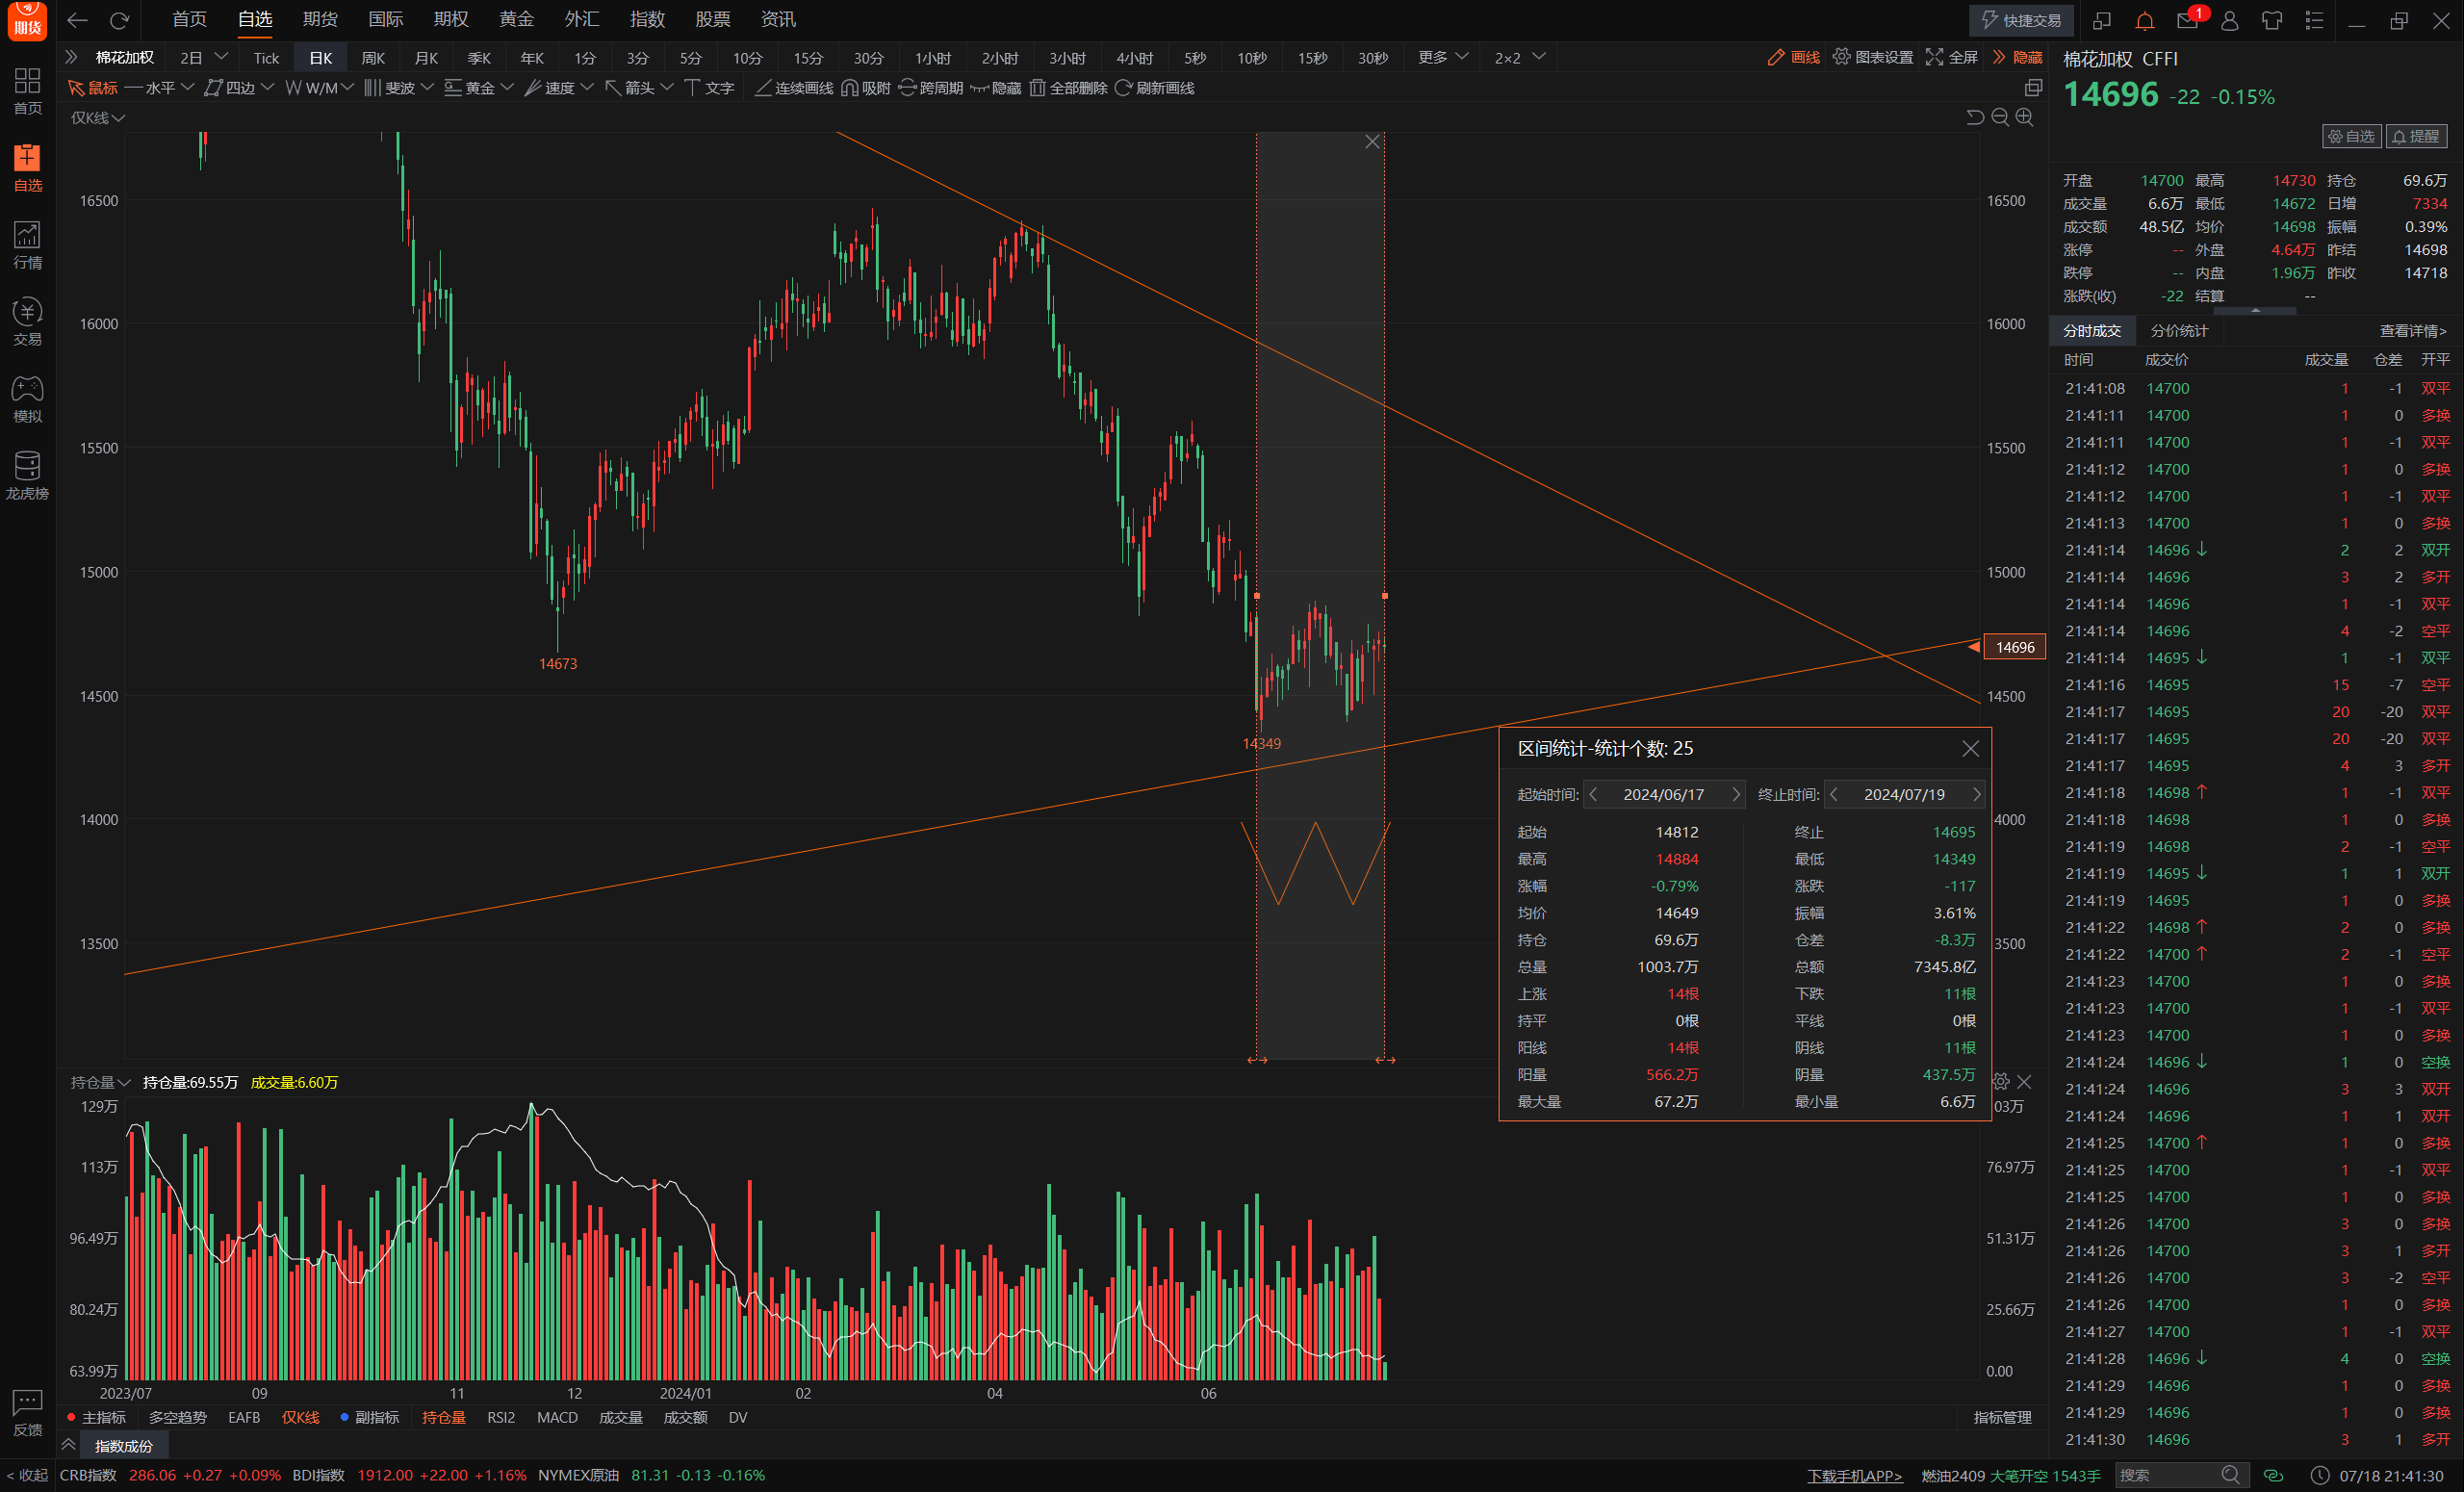 期货 首页 自选 期货 国际 期权 黄金 外汇 指数 股票 资讯 快捷交易 1
棉花加权 2日 Tick 日K 周K 月K 季K 年K 1分 3分 5分 10分 15分 30分 1小时 2小时 3小时 4小时 5秒 10秒 15秒 30秒 更多 2×2 画线 图表设置 全屏 隐藏
鼠标 水平 四边 W/M 斐波 黄金 速度 箭头 文字 连续画线 吸附 跨周期 隐藏 全部删除 刷新画线
仅K线
首页
自选
行情
交易
模拟
龙虎榜
反馈
< 收起
16500 16500
16000 16000
15500 15500
15000 15000
14696
14673
14500 14500
14349
14000 4000
13500 3500
区间统计-统计个数: 25
起始时间: 2024/06/17 终止时间: 2024/07/19
起始 14812 终止 14695
最高 14884 最低 14349
涨幅 -0.79% 涨跌 -117
均价 14649 振幅 3.61%
持仓 69.6万 仓差 -8.3万
总量 1003.7万 总额 7345.8亿
上涨 14根 下跌 11根
持平 0根 平线 0根
阳线 14根 阴线 11根
阳量 566.2万 阴量 437.5万
最大量 67.2万 最小量 6.6万
持仓量 持仓量:69.55万 成交量:6.60万
129万 03万
113万 76.97万
96.49万 51.31万
80.24万 25.66万
63.99万 0.00
2023/07 09 11 12 2024/01 02 04 06
主指标 多空趋势 EAFB 仅K线 副指标 持仓量 RSI2 MACD 成交量 成交额 DV 指标管理
指数成份
CRB指数 286.06 +0.27 +0.09% BDI指数 1912.00 +22.00 +1.16% NYMEX原油 81.31 -0.13 -0.16% 下载手机APP> 燃油2409 大笔开空 1543手 搜索 07/18 21:41:30
棉花加权 CFFI
14696 -22 -0.15%
自选 提醒
开盘 14700 最高 14730 持仓 69.6万
成交量 6.6万 最低 14672 日增 7334
成交额 48.5亿 均价 14698 振幅 0.39%
涨停 -- 外盘 4.64万 昨结 14698
跌停 -- 内盘 1.96万 昨收 14718
涨跌(收) -22 结算 --
分时成交 分价统计 查看详情>
时间 成交价 成交量 仓差 开平
21:41:08 14700 1 -1 双平
21:41:11 14700 1 0 多换
21:41:11 14700 1 -1 双平
21:41:12 14700 1 0 多换
21:41:12 14700 1 -1 双平
21:41:13 14700 1 0 多换
21:41:14 14696 ↓ 2 2 双开
21:41:14 14696 3 2 多开
21:41:14 14696 1 -1 双平
21:41:14 14696 4 -2 空平
21:41:14 14695 ↓ 1 -1 双平
21:41:16 14695 15 -7 空平
21:41:17 14695 20 -20 双平
21:41:17 14695 20 -20 双平
21:41:17 14695 4 3 多开
21:41:18 14698 ↑ 1 -1 双平
21:41:18 14698 1 0 多换
21:41:19 14698 2 -1 空平
21:41:19 14695 ↓ 1 1 双开
21:41:19 14695 1 0 多换
21:41:22 14698 ↑ 2 0 多换
21:41:22 14700 ↑ 2 -1 空平
21:41:23 14700 1 0 多换
21:41:23 14700 1 -1 双平
21:41:23 14700 1 0 多换
21:41:24 14696 ↓ 1 0 空换
21:41:24 14696 3 3 双开
21:41:24 14696 1 1 双开
21:41:25 14700 ↑ 1 0 多换
21:41:25 14700 1 -1 双平
21:41:25 14700 1 0 多换
21:41:26 14700 3 0 多换
21:41:26 14700 3 1 多开
21:41:26 14700 3 -2 空平
21:41:26 14700 1 0 多换
21:41:27 14700 1 -1 双平
21:41:28 14696 ↓ 4 0 空换
21:41:29 14696 1 0 多换
21:41:29 14696 1 0 多换
21:41:30 14696 3 1 多开